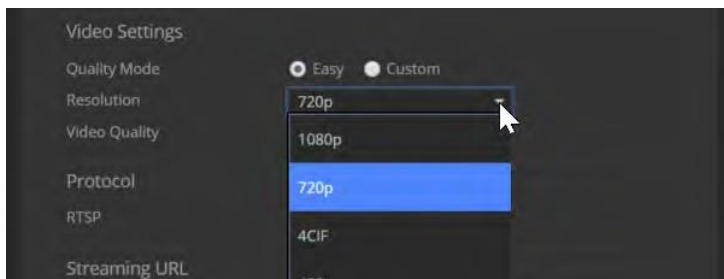 Video Settings
Quality Mode Easy Custom
Resolution 720p
Video Quality
1080p
Protocol
720p
RTSP
4CIF
Streaming URL